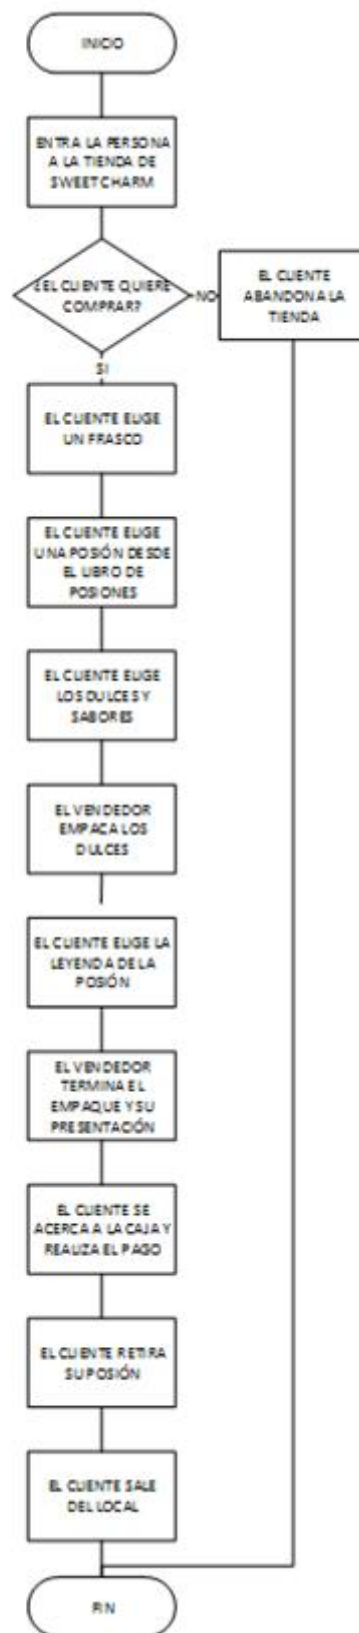 INICIO
ENTRA LA PERSONA
A LA TIENDA DE
SWEET CHARM
¿EL CLIENTE QUIERE
COMPRAR?
NO
EL CLIENTE
ABANDONA LA
TIENDA
SI
EL CLIENTE ELIGE
UN FRASCO
EL CLIENTE ELIGE
UNA POSIÓN DESDE
EL LIBRO DE
POSIONES
EL CLIENTE ELIGE
LOS DULCES Y
SABORES
EL VENDEDOR
EMPACA LOS
DULCES
EL CLIENTE ELIGE LA
LEYENDA DE LA
POSIÓN
EL VENDEDOR
TERMINA EL
EMPAQUE Y SU
PRESENTACIÓN
EL CLIENTE SE
ACERCA A LA CAJA Y
REALIZA EL PAGO
EL CLIENTE RETIRA
SU POSIÓN
EL CLIENTE SALE
DEL LOCAL
FIN